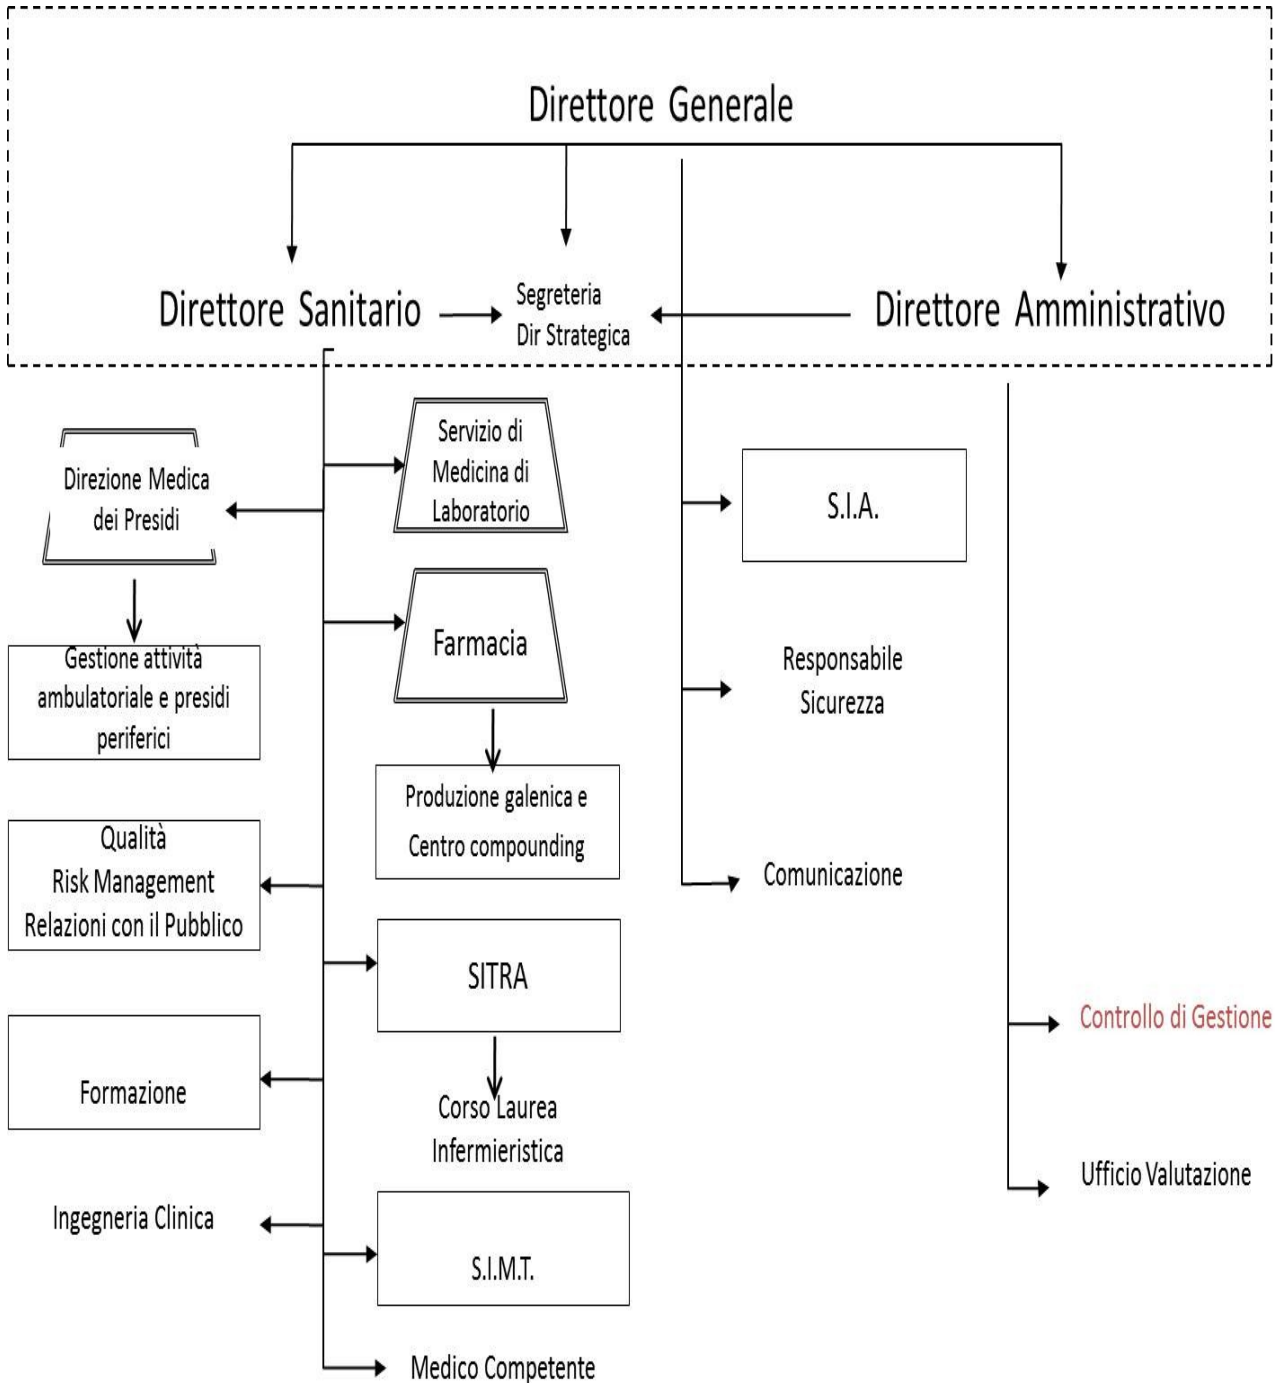 Direttore Generale
Direttore Sanitario
Segreteria
Dir Strategica
Direttore Amministrativo
Direzione Medica
dei Presidi
Servizio di
Medicina di
Laboratorio
S.I.A.
Gestione attività
ambulatoriale e presidi
periferici
Farmacia
Responsabile
Sicurezza
Produzione galenica e
Centro compounding
Qualità
Risk Management
Relazioni con il Pubblico
Comunicazione
SITRA
Controllo di Gestione
Formazione
Corso Laurea
Infermieristica
Ufficio Valutazione
Ingegneria Clinica
S.I.M.T.
Medico Competente